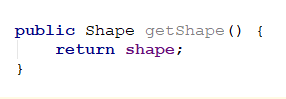 public Shape getShape() {
    return shape;
}